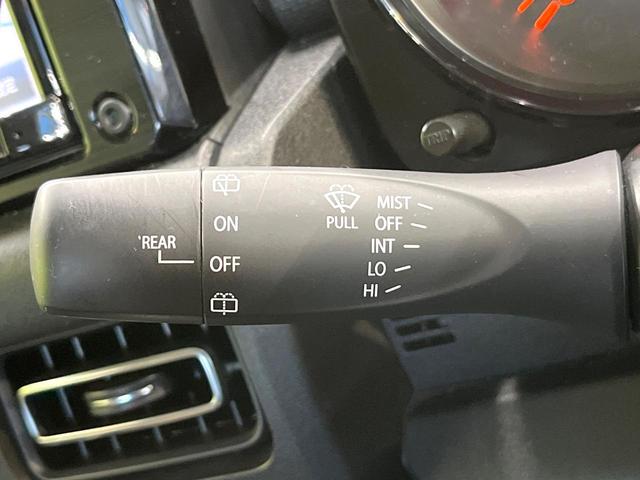 TRIP
MIST
OFF
INT
LO
HI
PULL
REAR
ON
OFF